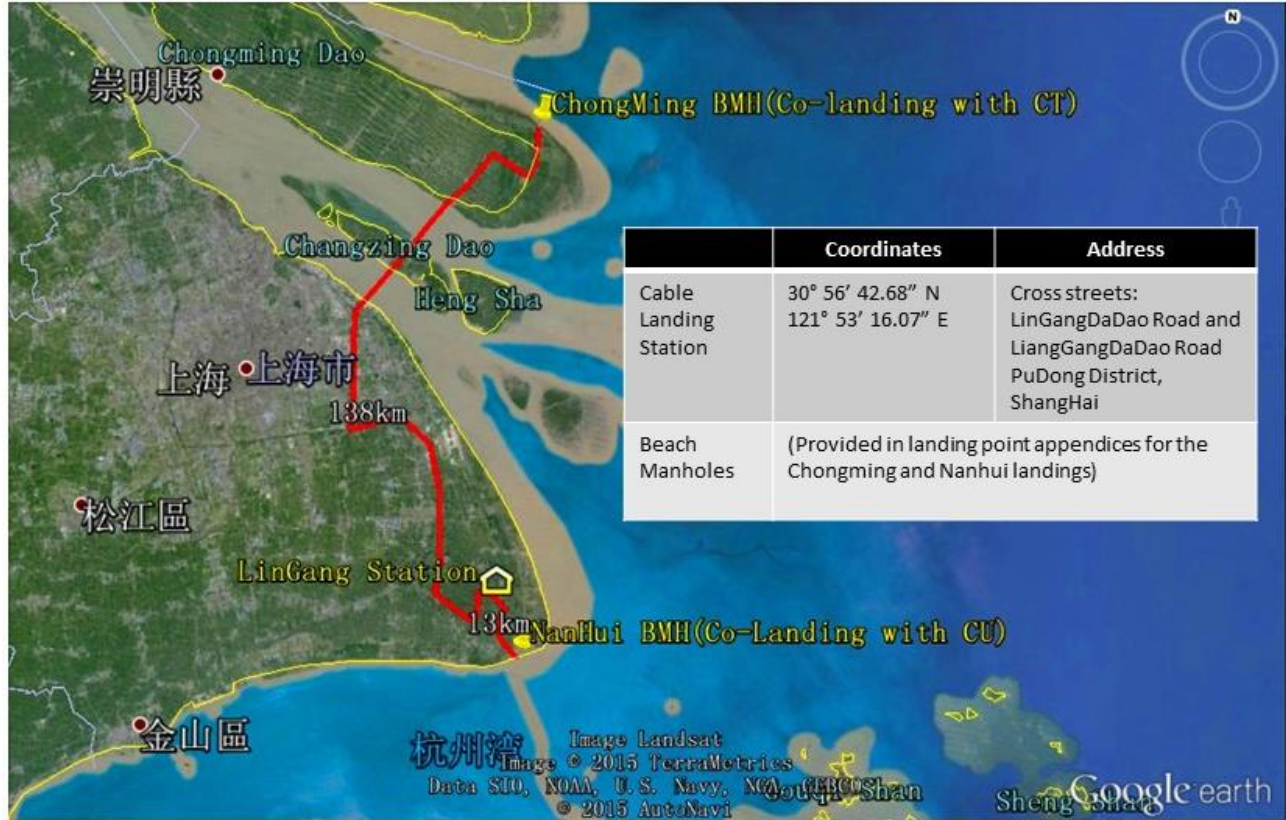 N
Chongming Dao
崇明縣
ChongMing BMH(Co-landing with CT)
Changzing Dao
Heng Sha
上海
上海市
138km
松江區
LinGang Station
13km
NanHui BMH(Co-Landing with CU)
金山區
杭州湾
Coordinates
Address
Cable
Landing
Station
30° 56′ 42.68” N
121° 53′ 16.07” E
Cross streets:
LinGangDaDao Road and
LiangGangDaDao Road
PuDong District,
ShangHai
Beach
Manholes
(Provided in landing point appendices for the
Chongming and Nanhui landings)
Image Landsat
Image © 2015 TerraMetrics
Data SIO, NOAA, U.S. Navy, NGA, GEBCO
© 2015 AutoNavi
Shan
Sheng Shan
Google earth